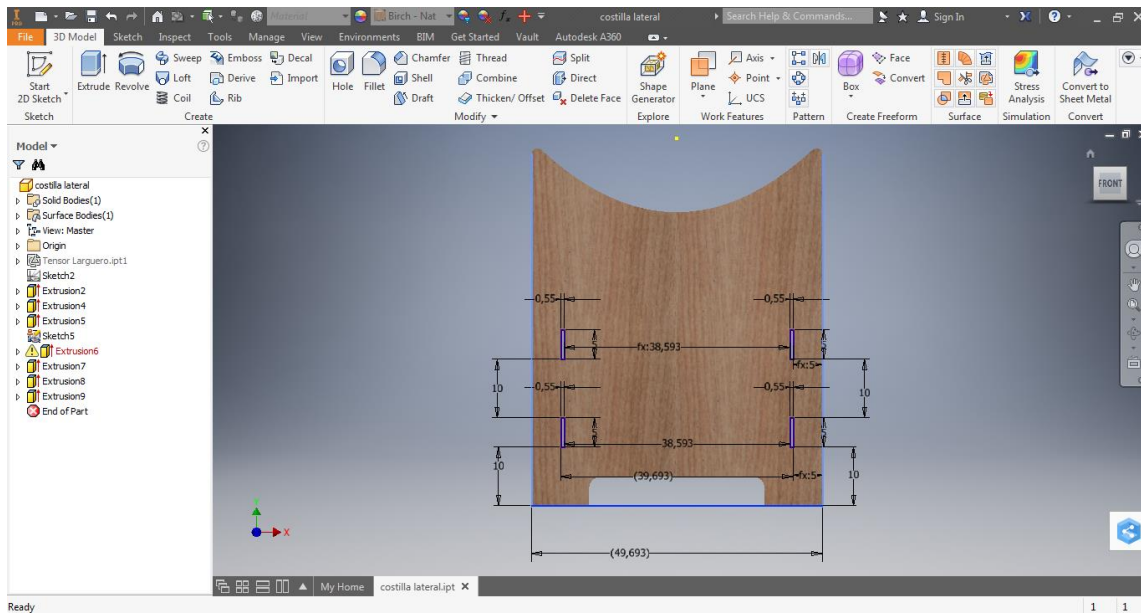 PRO
Material
Birch - Nat
costilla lateral
Search Help & Commands...
Sign In
File 3D Model Sketch Inspect Tools Manage View Environments BIM Get Started Vault Autodesk A360
Start
2D Sketch
Extrude Revolve
Sweep Emboss Decal
Loft Derive Import
Coil Rib
Hole Fillet
Chamfer Thread Split
Shell Combine Direct
Draft Thicken/ Offset Delete Face
Shape
Generator
Plane
Axis
Point
UCS
Box
Face
Convert
Stress
Analysis
Convert to
Sheet Metal
Sketch Create Modify Explore Work Features Pattern Create Freeform Surface Simulation Convert
Model
costilla lateral
Solid Bodies(1)
Surface Bodies(1)
View: Master
Origin
Tensor Larguero.ipt1
Sketch2
Extrusion2
Extrusion4
Extrusion5
Sketch5
Extrusion6
Extrusion7
Extrusion8
Extrusion9
End of Part
FRONT
0,55 0,55
fx:38,593
fx:5
10 0,55 0,55 10
38,593
10 (39,693) fx:5 10
(49,693)
Y
X
My Home costilla lateral.ipt
Ready 1 1